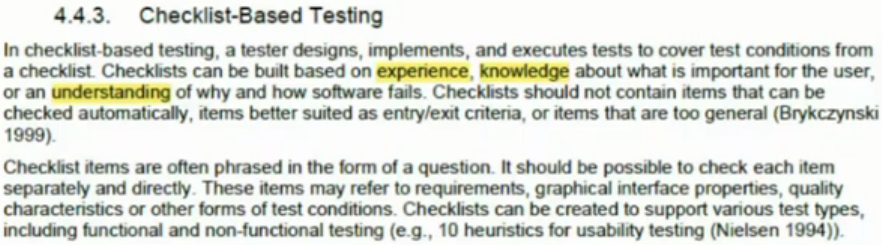 4.4.3. Checklist-Based Testing
In checklist-based testing, a tester designs, implements, and executes tests to cover test conditions from
a checklist. Checklists can be built based on experience, knowledge about what is important for the user,
or an understanding of why and how software fails. Checklists should not contain items that can be
checked automatically, items better suited as entry/exit criteria, or items that are too general (Brykczynski
1999).
Checklist items are often phrased in the form of a question. It should be possible to check each item
separately and directly. These items may refer to requirements, graphical interface properties, quality
characteristics or other forms of test conditions. Checklists can be created to support various test types,
including functional and non-functional testing (e.g., 10 heuristics for usability testing (Nielsen 1994)).